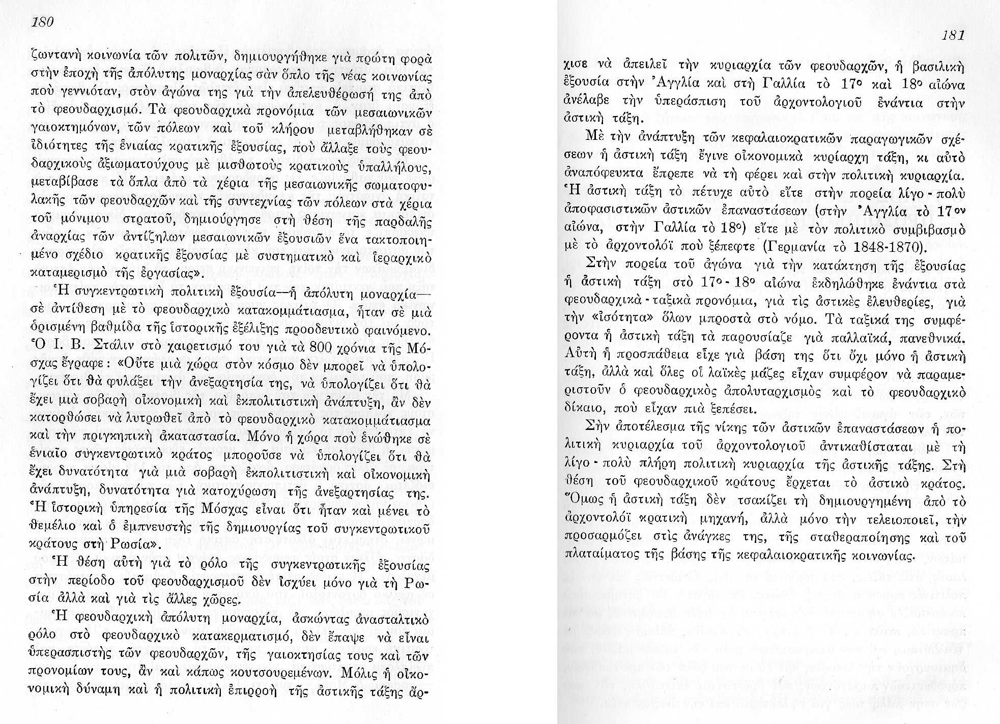 180
ζωντανὴ κοινωνία τῶν πολιτῶν, δημιουργήθηκε γιὰ πρώτη φορὰ
στὴν ἐποχὴ τῆς ἀπόλυτης μοναρχίας σὰν ὅπλο τῆς νέας κοινωνίας
ποὺ γεννιόταν, στὸν ἀγώνα της γιὰ τὴν ἀπελευθέρωσή της ἀπὸ
τὸ φεουδαρχισμό. Τὰ φεουδαρχικὰ προνόμια τῶν μεσαιωνικῶν
γαιοκτημόνων, τῶν πόλεων καὶ τοῦ κλήρου μεταβλήθηκαν σὲ
ἰδιότητες τῆς ἑνιαίας κρατικῆς ἐξουσίας, ποὺ ἄλλαξε τοὺς φεου-
δαρχικοὺς ἀξιωματούχους μὲ μισθωτοὺς κρατικοὺς ὑπαλλήλους,
μεταβίβασε τὰ ὅπλα ἀπὸ τὰ χέρια τῆς μεσαιωνικῆς σωματοφυ-
λακῆς τῶν φεουδαρχῶν καὶ τῆς συντεχνίας τῶν πόλεων στὰ χέρια
τοῦ μόνιμου στρατοῦ, δημιούργησε στὴ θέση τῆς παρδαλῆς
ἀναρχίας τῶν ἀντίζηλων μεσαιωνικῶν ἐξουσιῶν ἕνα τακτοποιη-
μένο σχέδιο κρατικῆς ἐξουσίας μὲ συστηματικὸ καὶ ἱεραρχικὸ
καταμερισμὸ τῆς ἐργασίας».
Ἡ συγκεντρωτικὴ πολιτικὴ ἐξουσία—ἡ ἀπόλυτη μοναρχία—
σὲ ἀντίθεση μὲ τὸ φεουδαρχικὸ κατακομμάτιασμα, ἦταν σὲ μιὰ
ὁρισμένη βαθμίδα τῆς ἱστορικῆς ἐξέλιξης προοδευτικὸ φαινόμενο.
Ὁ Ι. Β. Στάλιν στὸ χαιρετισμό του γιὰ τὰ 800 χρόνια τῆς Μό-
σχας ἔγραφε: «Οὔτε μιὰ χώρα στὸν κόσμο δὲν μπορεῖ νὰ ὑπολο-
γίζει ὅτι θὰ φυλάξει τὴν ἀνεξαρτησία της, νὰ ὑπολογίζει ὅτι θὰ
ἔχει μιὰ σοβαρὴ οἰκονομικὴ καὶ ἐκπολιτιστικὴ ἀνάπτυξη, ἂν δὲν
κατορθώσει νὰ λυτρωθεῖ ἀπὸ τὸ φεουδαρχικὸ κατακομμάτιασμα
καὶ τὴν πριγκηπικὴ ἀκαταστασία. Μόνο ἡ χώρα ποὺ ἑνώθηκε σὲ
ἑνιαῖο συγκεντρωτικὸ κράτος μποροῦσε νὰ ὑπολογίζει ὅτι θὰ
ἔχει δυνατότητα γιὰ μιὰ σοβαρὴ ἐκπολιτιστικὴ καὶ οἰκονομικὴ
ἀνάπτυξη, δυνατότητα γιὰ κατοχύρωση τῆς ἀνεξαρτησίας της.
Ἡ ἱστορικὴ ὑπηρεσία τῆς Μόσχας εἶναι ὅτι ἦταν καὶ μένει τὸ
θεμέλιο καὶ ὁ ἐμπνευστὴς τῆς δημιουργίας τοῦ συγκεντρωτικοῦ
κράτους στὴ Ρωσία».
Ἡ θέση αὐτὴ γιὰ τὸ ρόλο τῆς συγκεντρωτικῆς ἐξουσίας
στὴν περίοδο τοῦ φεουδαρχισμοῦ δὲν ἰσχύει μόνο γιὰ τὴ Ρω-
σία ἀλλὰ καὶ γιὰ τὶς ἄλλες χῶρες.
Ἡ φεουδαρχικὴ ἀπόλυτη μοναρχία, ἀσκώντας ἀνασταλτικὸ
ρόλο στὸ φεουδαρχικὸ κατακερματισμό, δὲν ἔπαψε νὰ εἶναι
ὑπερασπιστὴς τῶν φεουδαρχῶν, τῆς γαιοκτησίας τους καὶ τῶν
προνομίων τους, ἂν καὶ κάπως κουτσουρεμένων. Μόλις ἡ οἰκο-
νομικὴ δύναμη καὶ ἡ πολιτικὴ ἐπιρροὴ τῆς ἀστικῆς τάξης ἄρ-
181
χισε νὰ ἀπειλεῖ τὴν κυριαρχία τῶν φεουδαρχῶν, ἡ βασιλικὴ
ἐξουσία στὴν Ἀγγλία καὶ στὴ Γαλλία τὸ 17ο καὶ 18ο αἰώνα
ἀνέλαβε τὴν ὑπεράσπιση τοῦ ἀρχοντολογιοῦ ἐνάντια στὴν
ἀστικὴ τάξη.
Μὲ τὴν ἀνάπτυξη τῶν κεφαλαιοκρατικῶν παραγωγικῶν σχέ-
σεων ἡ ἀστικὴ τάξη ἔγινε οἰκονομικὰ κυρίαρχη τάξη, κι αὐτὸ
ἀναπόφευκτα ἔπρεπε νὰ τὴ φέρει καὶ στὴν πολιτικὴ κυριαρχία.
Ἡ ἀστικὴ τάξη τὸ πέτυχε αὐτὸ εἴτε στὴν πορεία λίγο - πολὺ
ἀποφασιστικῶν ἀστικῶν ἐπαναστάσεων (στὴν Ἀγγλία τὸ 17ον
αἰώνα, στὴν Γαλλία τὸ 18ο) εἴτε μὲ τὸν πολιτικὸ συμβιβασμὸ
μὲ τὸ ἀρχοντολόϊ ποὺ ξέπεφτε (Γερμανία τὸ 1848-1870).
Στὴν πορεία τοῦ ἀγώνα γιὰ τὴν κατάκτηση τῆς ἐξουσίας
ἡ ἀστικὴ τάξη στὸ 17ο - 18ο αἰώνα ἐκδηλώθηκε ἐνάντια στὰ
φεουδαρχικὰ - ταξικὰ προνόμια, γιὰ τὶς ἀστικὲς ἐλευθερίες, γιὰ
τὴν «ἰσότητα» ὅλων μπροστὰ στὸ νόμο. Τὰ ταξικά της συμφέ-
ροντα ἡ ἀστικὴ τάξη τὰ παρουσίαζε γιὰ παλλαϊκά, πανεθνικά.
Αὐτὴ ἡ προσπάθεια εἶχε γιὰ βάση της ὅτι ὄχι μόνο ἡ ἀστικὴ
τάξη, ἀλλὰ καὶ ὅλες οἱ λαϊκὲς μάζες εἶχαν συμφέρον νὰ παραμε-
ριστοῦν ὁ φεουδαρχικὸς ἀπολυταρχισμὸς καὶ τὸ φεουδαρχικὸ
δίκαιο, ποὺ εἶχαν πιὰ ξεπέσει.
Σὴν ἀποτέλεσμα τῆς νίκης τῶν ἀστικῶν ἐπαναστάσεων ἡ πο-
λιτικὴ κυριαρχία τοῦ ἀρχοντολογιοῦ ἀντικαθίσταται μὲ τὴ
λίγο - πολὺ πλήρη πολιτικὴ κυριαρχία τῆς ἀστικῆς τάξης. Στὴ
θέση τοῦ φεουδαρχικοῦ κράτους ἔρχεται τὸ ἀστικὸ κράτος.
Ὅμως ἡ ἀστικὴ τάξη δὲν τσακίζει τὴ δημιουργημένη ἀπὸ τὸ
ἀρχοντολόϊ κρατικὴ μηχανή, ἀλλὰ μόνο τὴν τελειοποιεῖ, τὴν
προσαρμόζει στὶς ἀνάγκες της, τῆς σταθεραποίησης καὶ τοῦ
πλαταίματος τῆς βάσης τῆς κεφαλαιοκρατικῆς κοινωνίας.